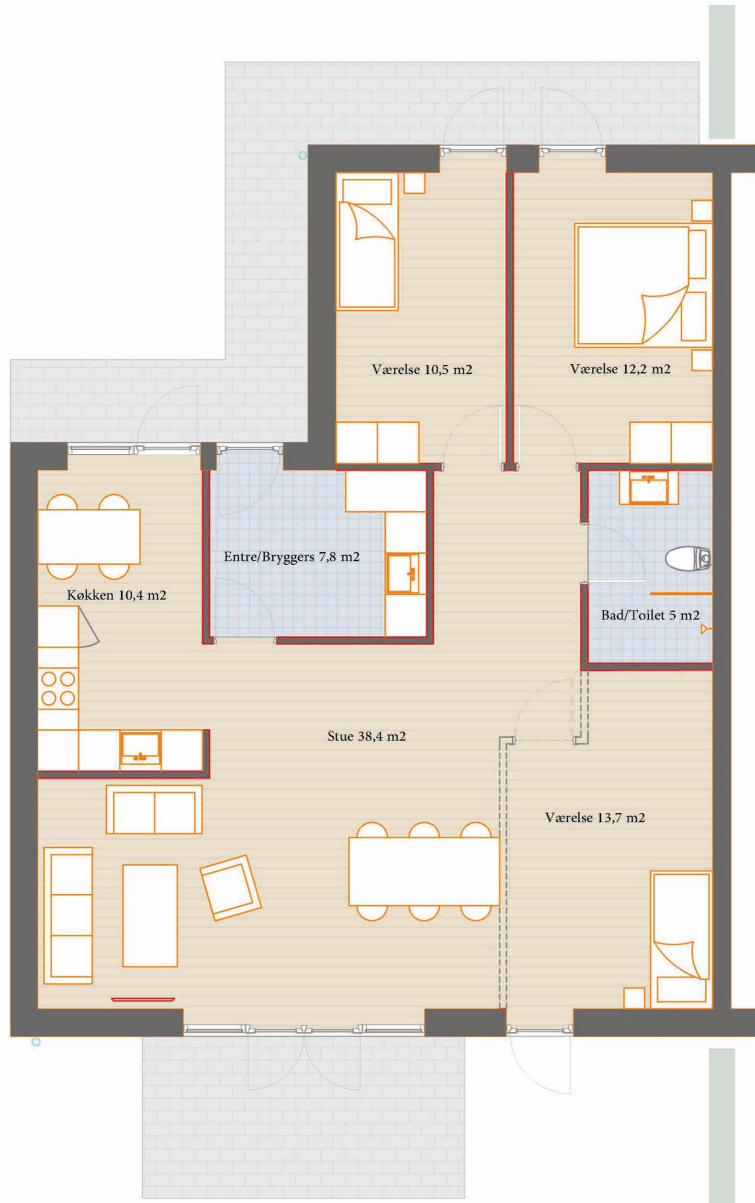 Værelse 10,5 m2
Værelse 12,2 m2
Entre/Bryggers 7,8 m2
Køkken 10,4 m2
Bad/Toilet 5 m2
Stue 38,4 m2
Værelse 13,7 m2